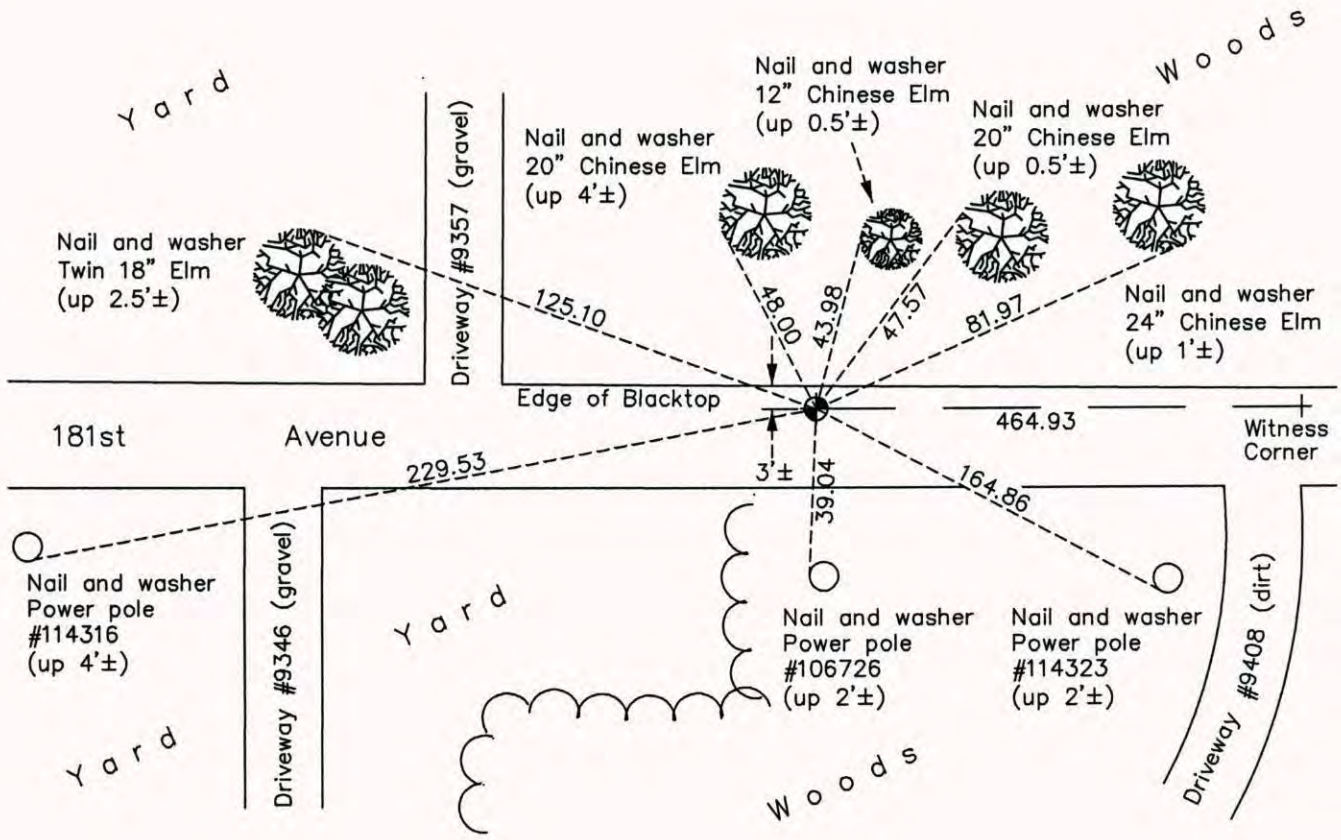 Yard
Woods
Nail and washer
12” Chinese Elm
(up 0.5’±)
Nail and washer
20” Chinese Elm
(up 4’±)
Nail and washer
20” Chinese Elm
(up 0.5’±)
Driveway #9357 (gravel)
Nail and washer
Twin 18” Elm
(up 2.5’±)
125.10
48.00
43.98
47.57
81.97
Nail and washer
24” Chinese Elm
(up 1’±)
Edge of Blacktop
181st Avenue
464.93
Witness
Corner
229.53
3’±
39.04
164.86
Nail and washer
Power pole
#114316
(up 4’±)
Driveway #9346 (gravel)
Yard
Nail and washer
Power pole
#106726
(up 2’±)
Nail and washer
Power pole
#114323
(up 2’±)
Driveway #9408 (dirt)
Yard
Woods